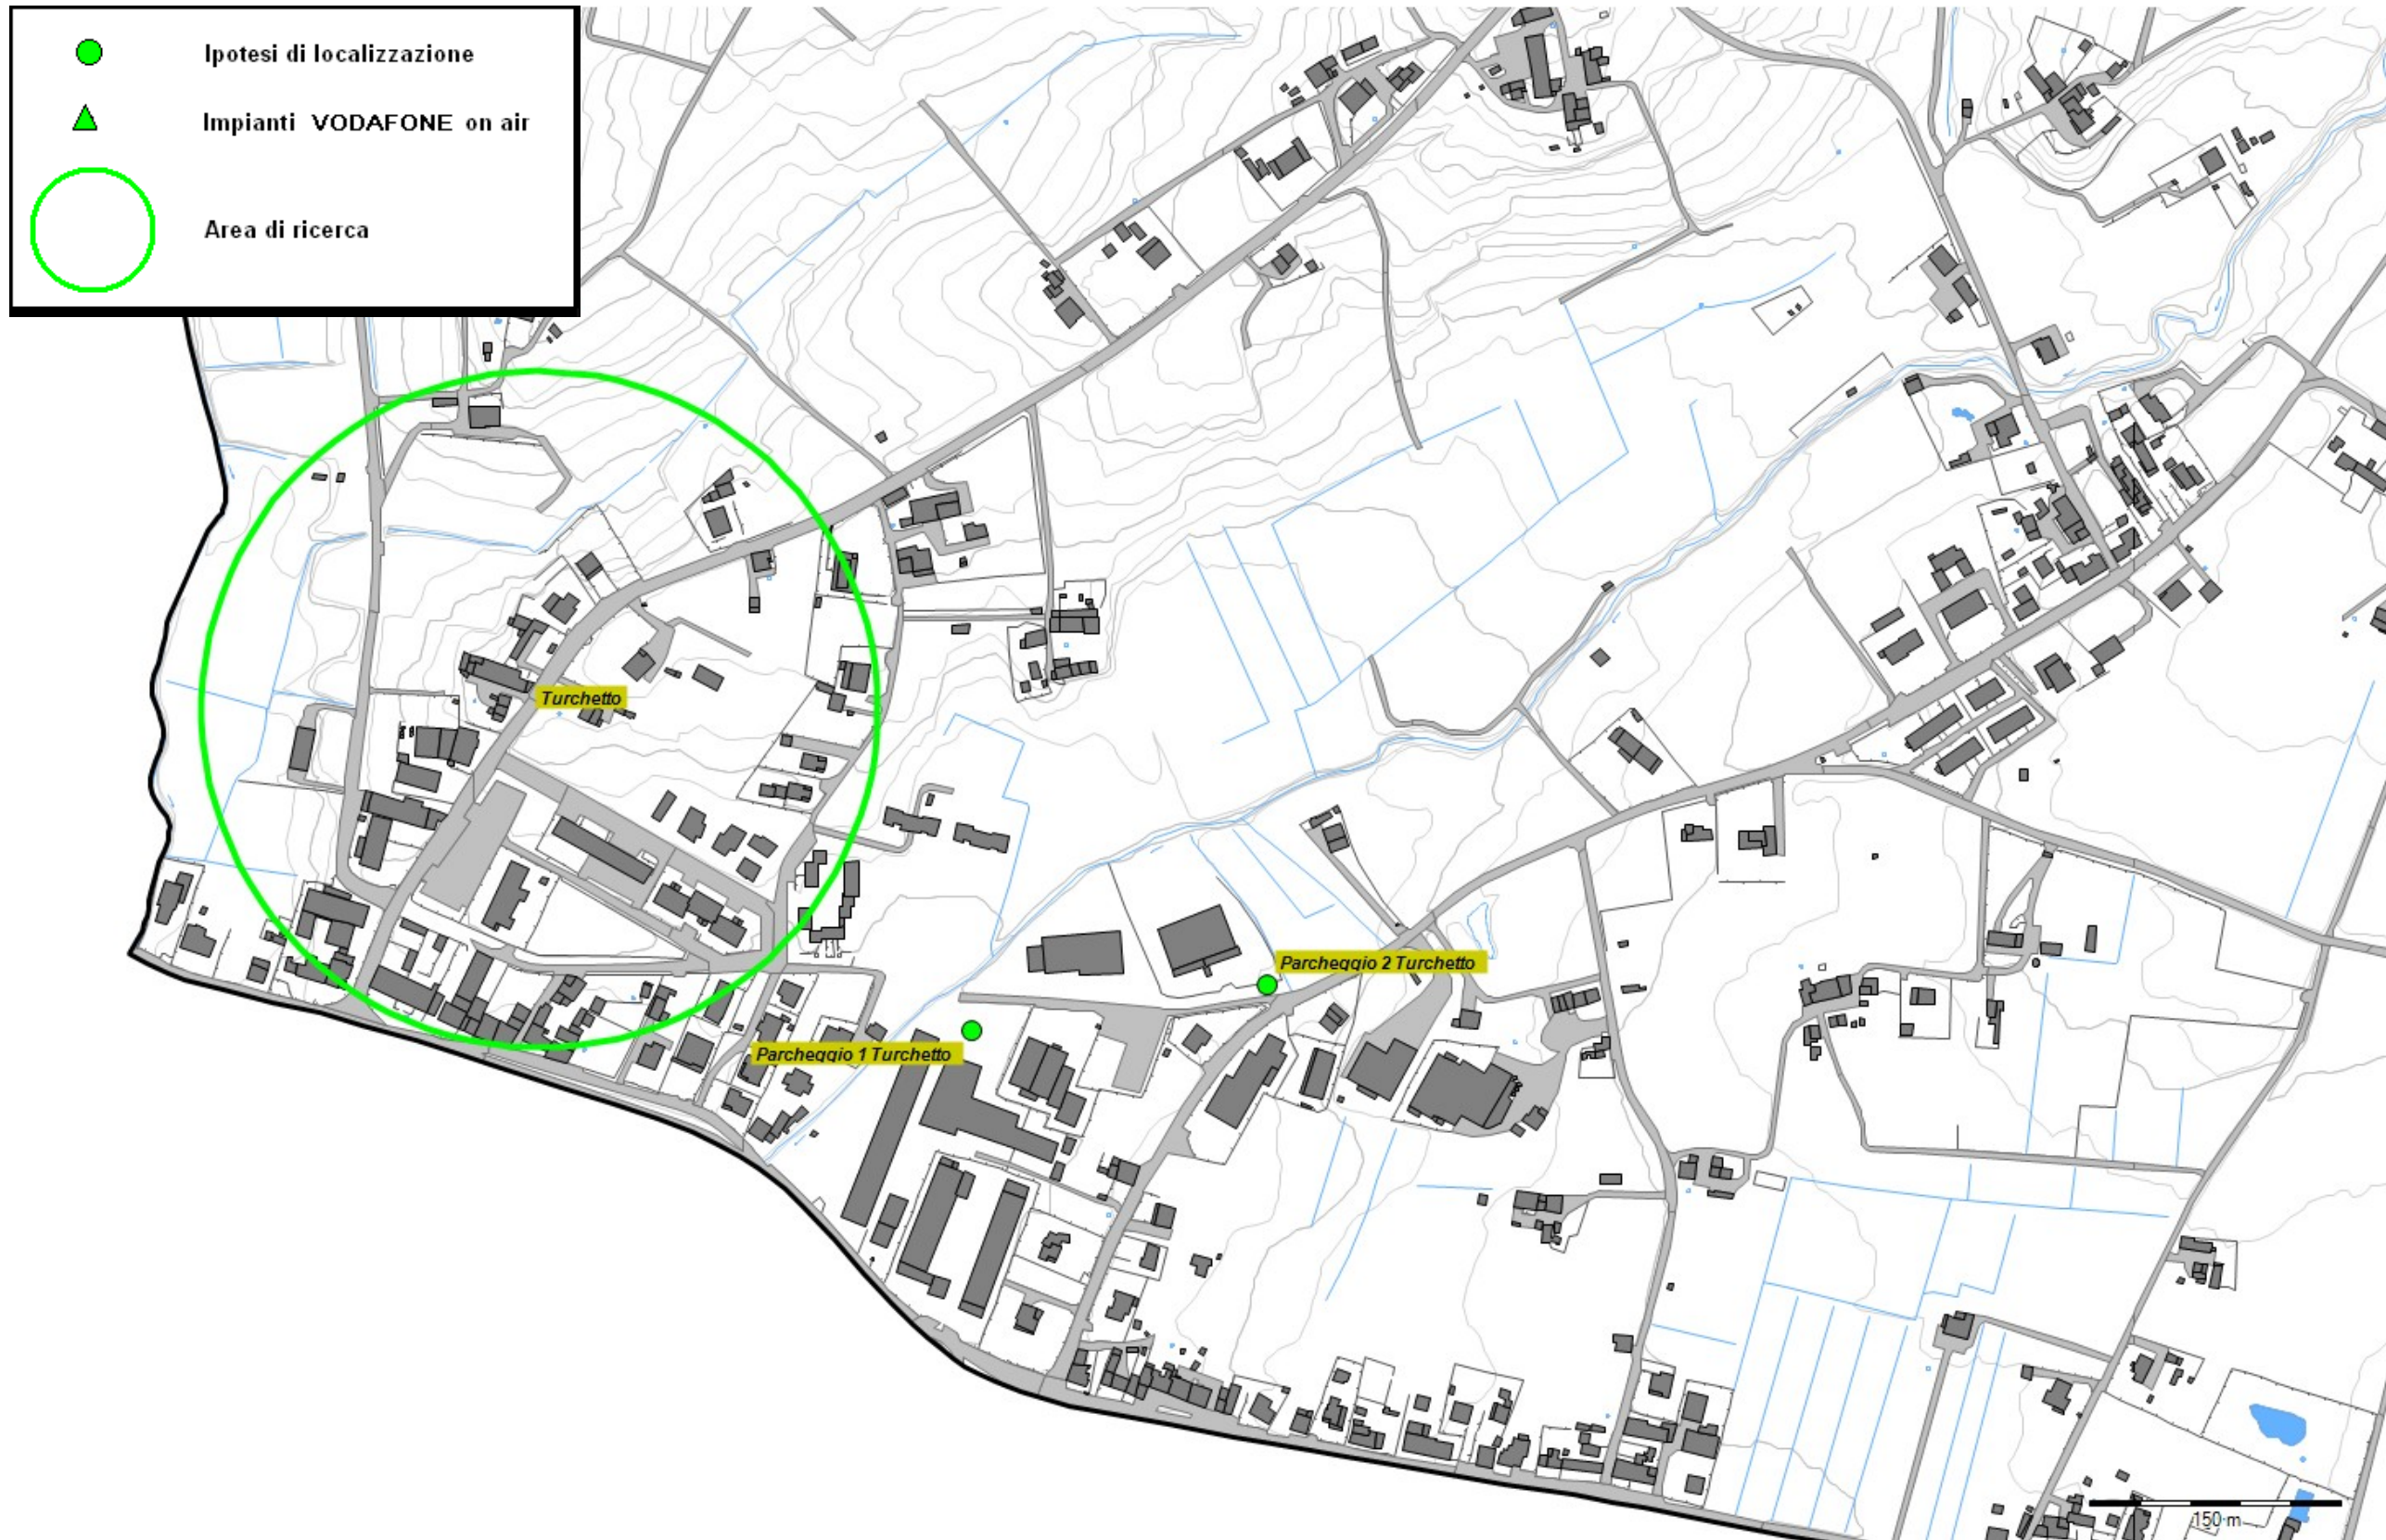 Ipotesi di localizzazione
Impianti VODAFONE on air
Area di ricerca
Turchetto
Parcheggio 2 Turchetto
Parcheggio 1 Turchetto
150 m